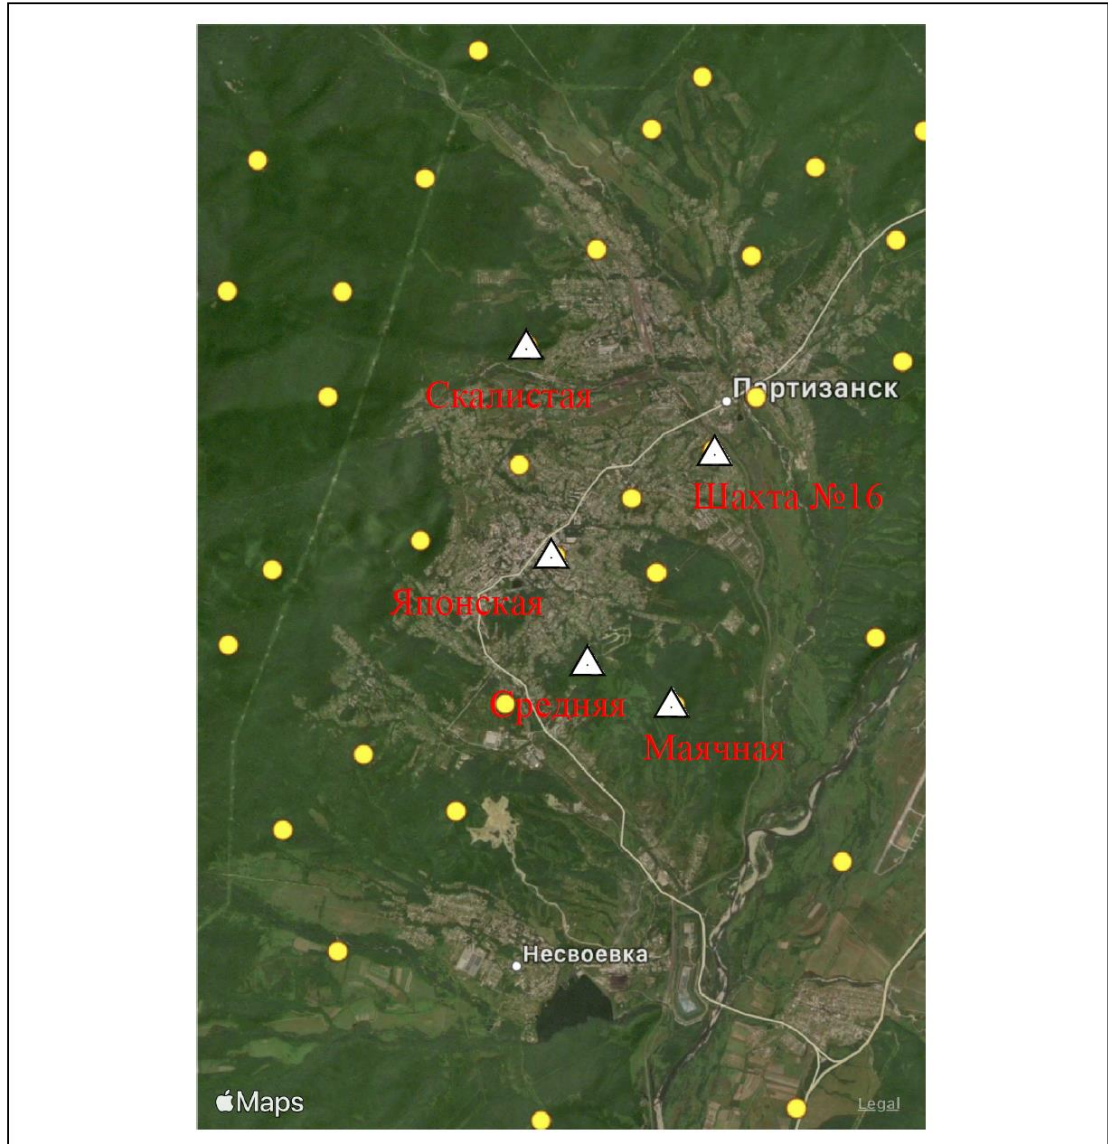 Партизанск
Скалистая
Шахта №16
Японская
Средняя
Маячная
Несвоевка
Maps
Legal